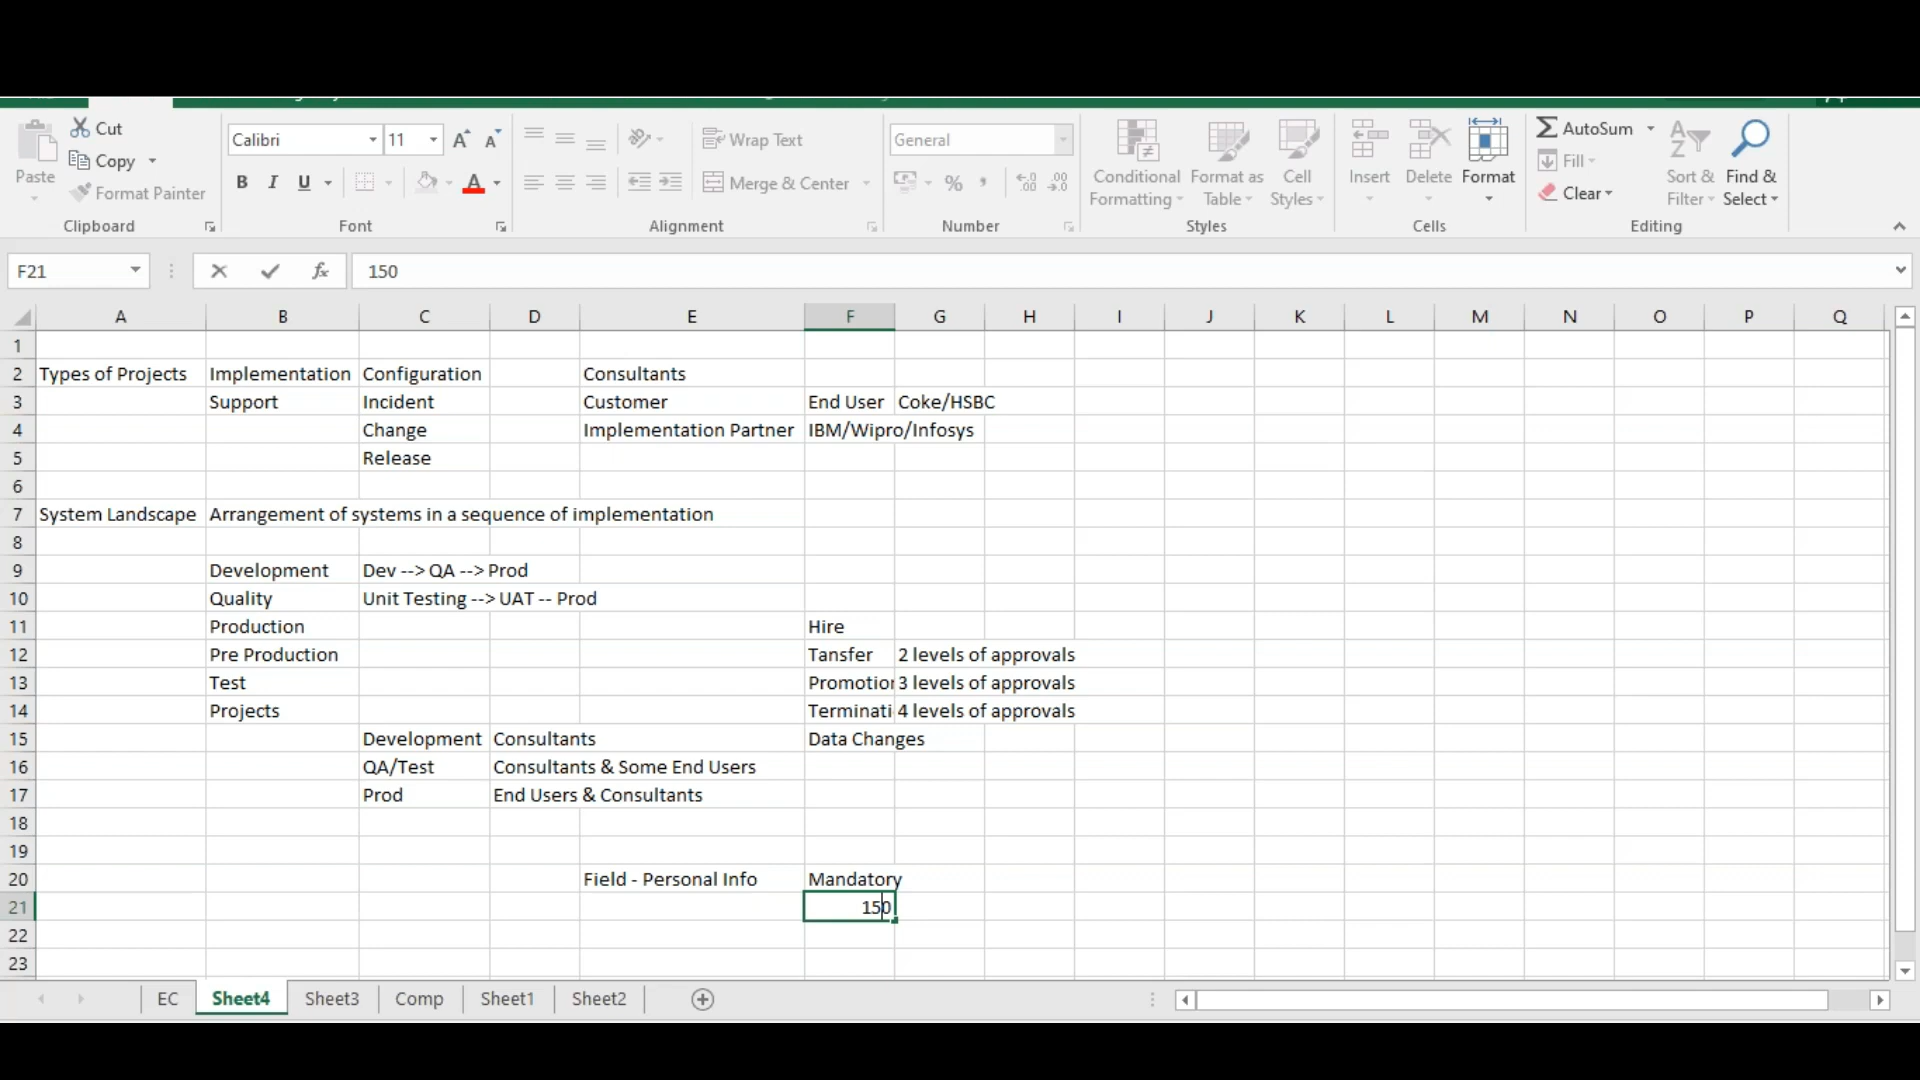 Cut
Copy
Paste
Format Painter
Clipboard
Calibri 11 A A
B I U A
Font
ab
Wrap Text
Merge & Center
Alignment
General
% ,
.0 .00
.00 .0
Number
Conditional Formatting
Format as Table
Cell Styles
Styles
Insert
Delete
Format
Cells
AutoSum
Fill
Clear
Sort & Filter
Find & Select
Editing
F21 fx 150
A B C D E F G H I J K L M N O P Q
1
2 Types of Projects Implementation Configuration Consultants
3 Support Incident Customer End User Coke/HSBC
4 Change Implementation Partner IBM/Wipro/Infosys
5 Release
6
7 System Landscape Arrangement of systems in a sequence of implementation
8
9 Development Dev --> QA --> Prod
10 Quality Unit Testing --> UAT -- Prod
11 Production Hire
12 Pre Production Tansfer 2 levels of approvals
13 Test Promotion 3 levels of approvals
14 Projects Terminati 4 levels of approvals
15 Development Consultants Data Changes
16 QA/Test Consultants & Some End Users
17 Prod End Users & Consultants
18
19
20 Field - Personal Info Mandatory
21 150
22
23
EC Sheet4 Sheet3 Comp Sheet1 Sheet2